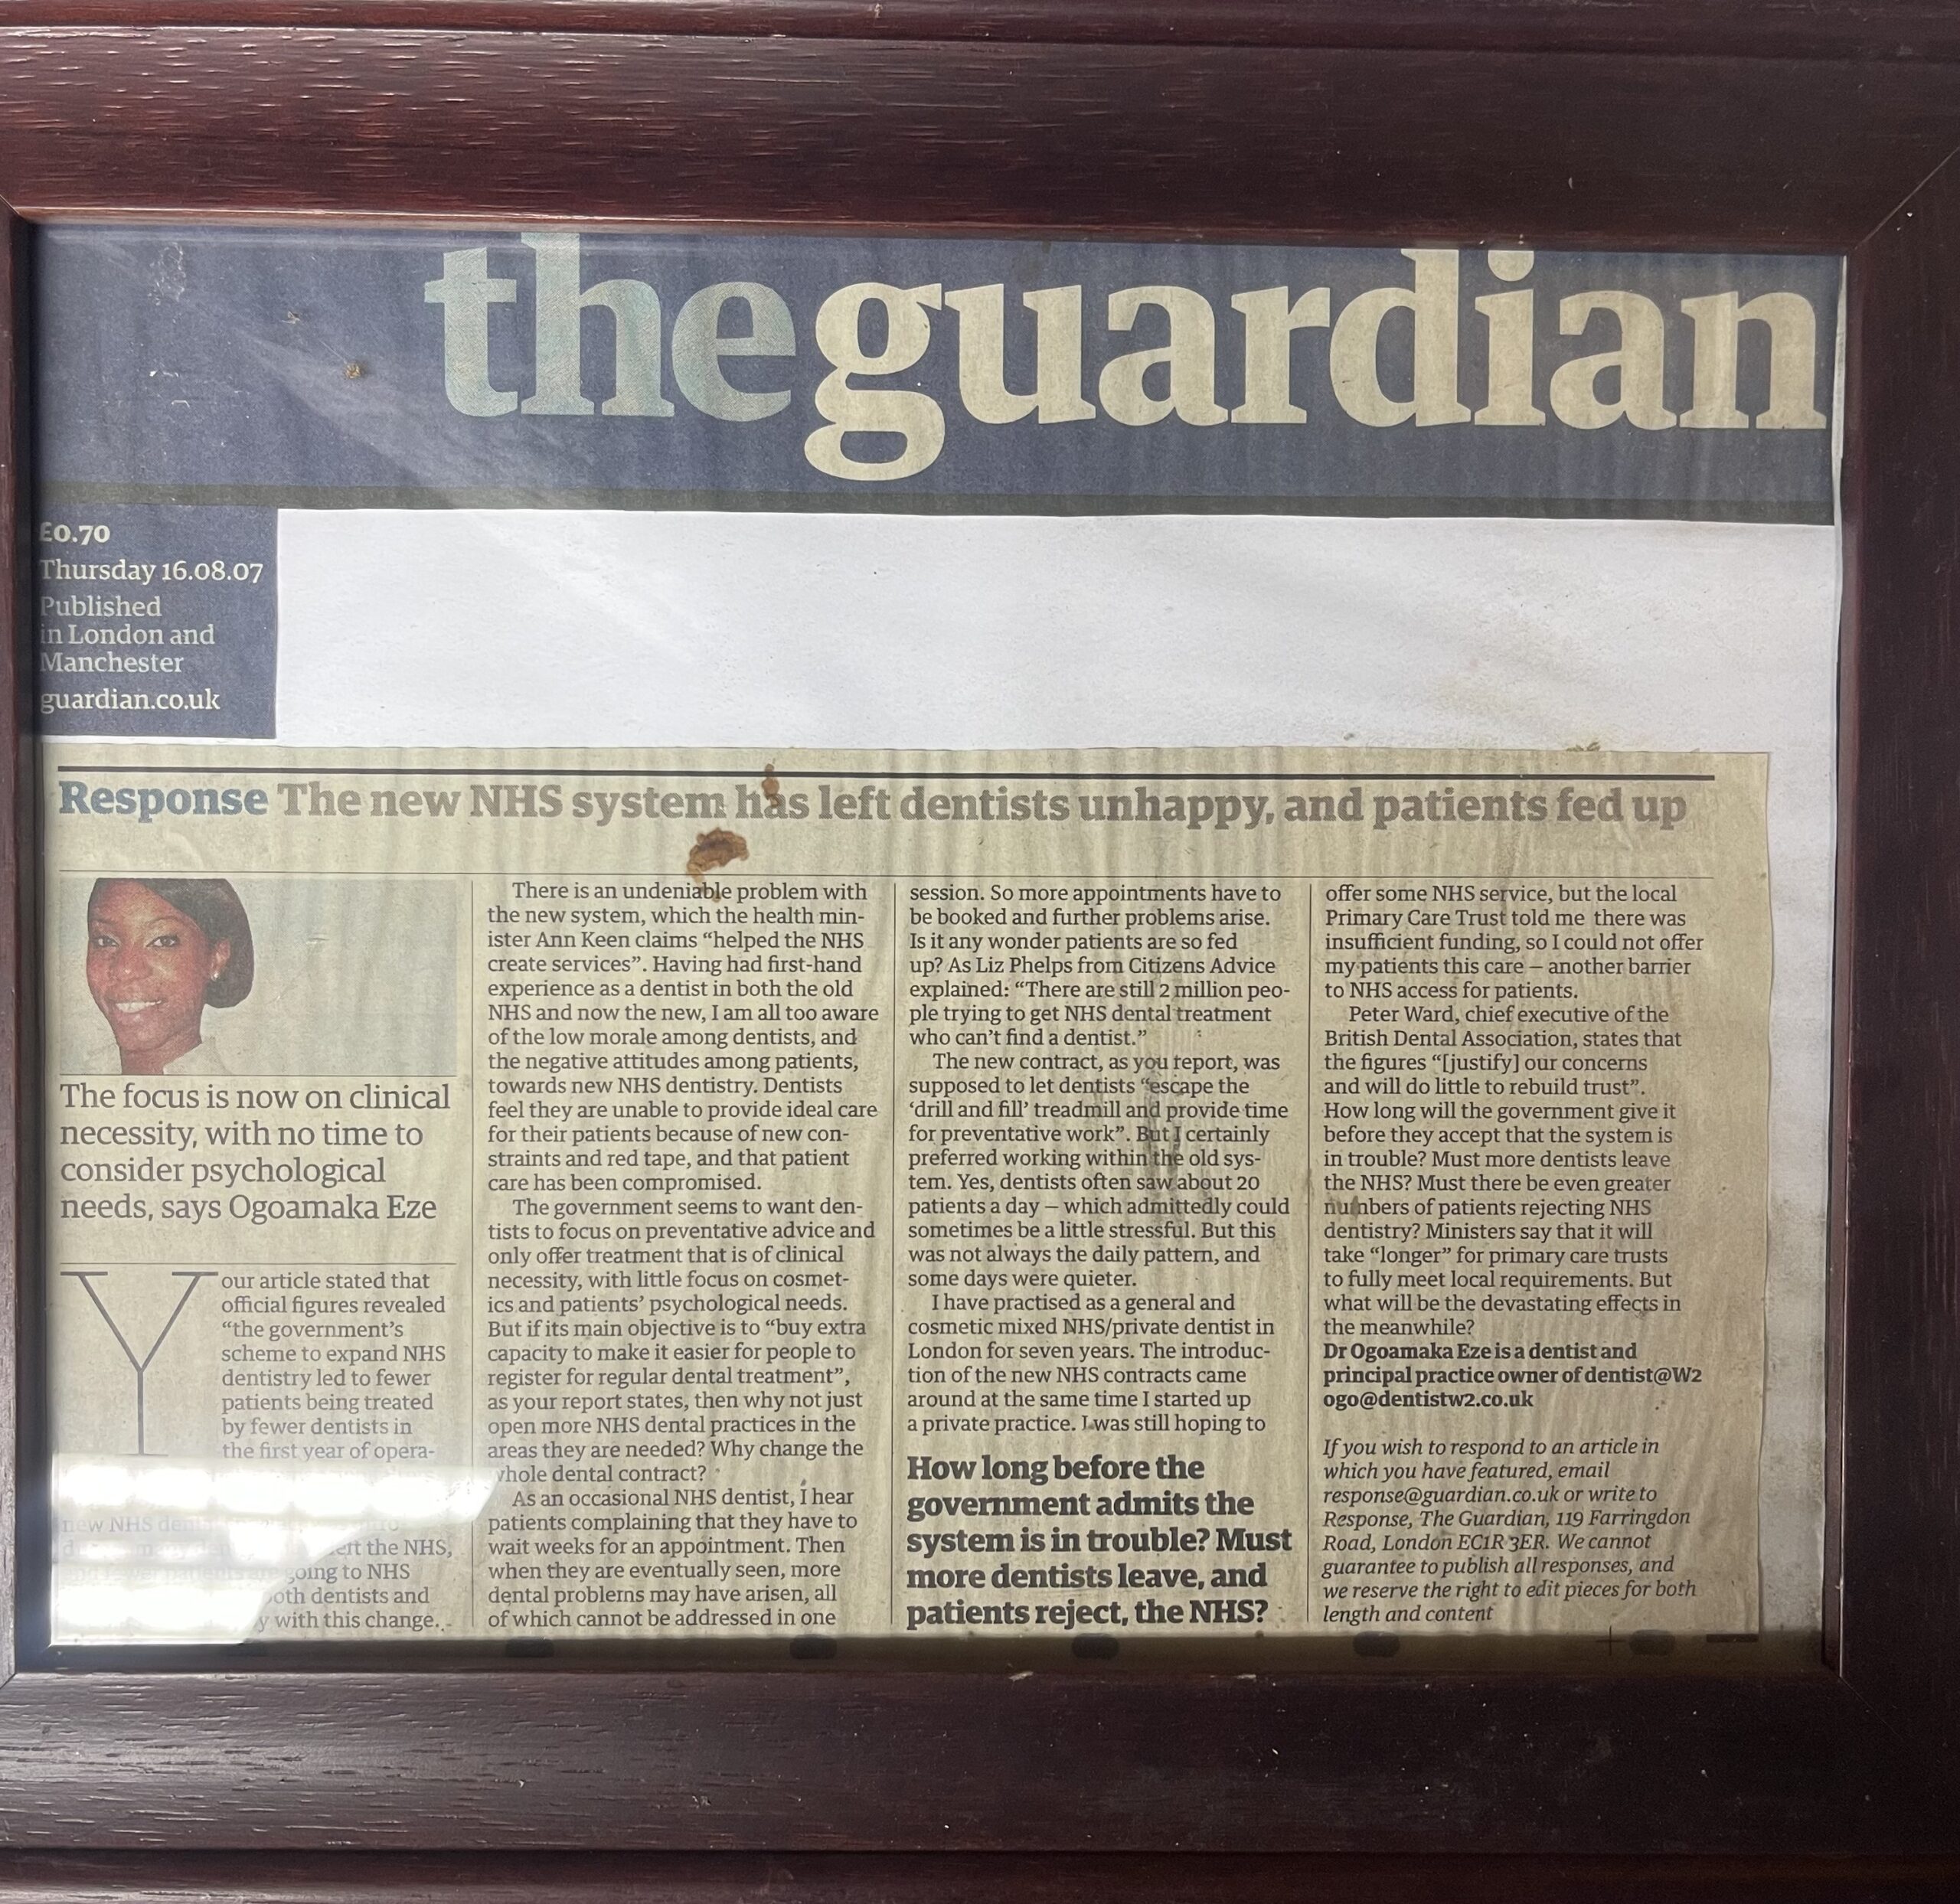 the guardian
£0.70
Thursday 16.08.07
Published
in London and
Manchester
guardian.co.uk
Response The new NHS system has left dentists unhappy, and patients fed up
The focus is now on clinical
necessity, with no time to
consider psychological
needs, says Ogoamaka Eze
Your article stated that
official figures revealed
“the government’s
scheme to expand NHS
dentistry led to fewer
patients being treated
by fewer dentists in
the first year of opera-
new NHS
the NHS,
going to NHS
both dentists and
with this change.
There is an undeniable problem with
the new system, which the health min-
ister Ann Keen claims “helped the NHS
create services”. Having had first-hand
experience as a dentist in both the old
NHS and now the new, I am all too aware
of the low morale among dentists, and
the negative attitudes among patients,
towards new NHS dentistry. Dentists
feel they are unable to provide ideal care
for their patients because of new con-
straints and red tape, and that patient
care has been compromised.
The government seems to want den-
tists to focus on preventative advice and
only offer treatment that is of clinical
necessity, with little focus on cosmet-
ics and patients’ psychological needs.
But if its main objective is to “buy extra
capacity to make it easier for people to
register for regular dental treatment”,
as your report states, then why not just
open more NHS dental practices in the
areas they are needed? Why change the
whole dental contract?
As an occasional NHS dentist, I hear
patients complaining that they have to
wait weeks for an appointment. Then
when they are eventually seen, more
dental problems may have arisen, all
of which cannot be addressed in one
session. So more appointments have to
be booked and further problems arise.
Is it any wonder patients are so fed
up? As Liz Phelps from Citizens Advice
explained: “There are still 2 million peo-
ple trying to get NHS dental treatment
who can’t find a dentist.”
The new contract, as you report, was
supposed to let dentists “escape the
‘drill and fill’ treadmill and provide time
for preventative work”. But I certainly
preferred working within the old sys-
tem. Yes, dentists often saw about 20
patients a day – which admittedly could
sometimes be a little stressful. But this
was not always the daily pattern, and
some days were quieter.
I have practised as a general and
cosmetic mixed NHS/private dentist in
London for seven years. The introduc-
tion of the new NHS contracts came
around at the same time I started up
a private practice. I was still hoping to
How long before the
government admits the
system is in trouble? Must
more dentists leave, and
patients reject, the NHS?
offer some NHS service, but the local
Primary Care Trust told me there was
insufficient funding, so I could not offer
my patients this care – another barrier
to NHS access for patients.
Peter Ward, chief executive of the
British Dental Association, states that
the figures “[justify] our concerns
and will do little to rebuild trust”.
How long will the government give it
before they accept that the system is
in trouble? Must more dentists leave
the NHS? Must there be even greater
numbers of patients rejecting NHS
dentistry? Ministers say that it will
take “longer” for primary care trusts
to fully meet local requirements. But
what will be the devastating effects in
the meanwhile?
Dr Ogoamaka Eze is a dentist and
principal practice owner of dentist@W2
ogo@dentistw2.co.uk
If you wish to respond to an article in
which you have featured, email
response@guardian.co.uk or write to
Response, The Guardian, 119 Farringdon
Road, London EC1R 3ER. We cannot
guarantee to publish all responses, and
we reserve the right to edit pieces for both
length and content